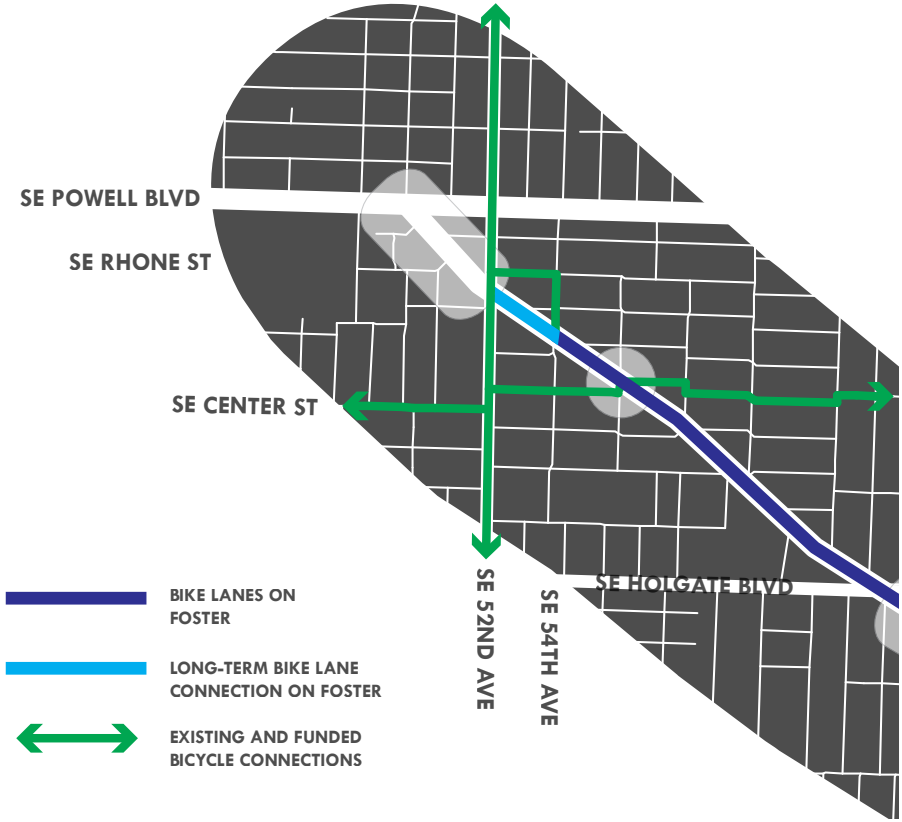 SE POWELL BLVD
SE RHONE ST
SE CENTER ST
SE HOLGATE BLVD
SE 52ND AVE
SE 54TH AVE
BIKE LANES ON
FOSTER
LONG-TERM BIKE LANE
CONNECTION ON FOSTER
EXISTING AND FUNDED
BICYCLE CONNECTIONS